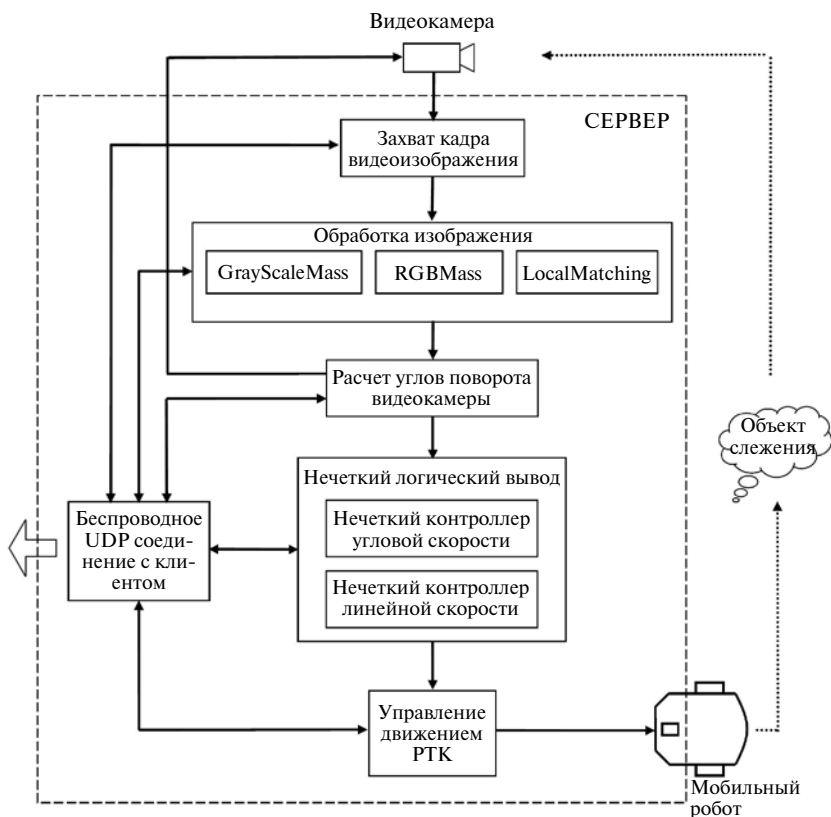 Видеокамера
СЕРВЕР
Захват кадра
видеоизображения
Обработка изображения
GrayScaleMass
RGBMass
LocalMatching
Расчет углов поворота
видеокамеры
Объект
слежения
Нечеткий логический вывод
Нечеткий контроллер
угловой скорости
Нечеткий контроллер
линейной скорости
Беспроводное
UDP соеди-
нение с кли-
ентом
Управление
движением
РТК
Мобильный
робот